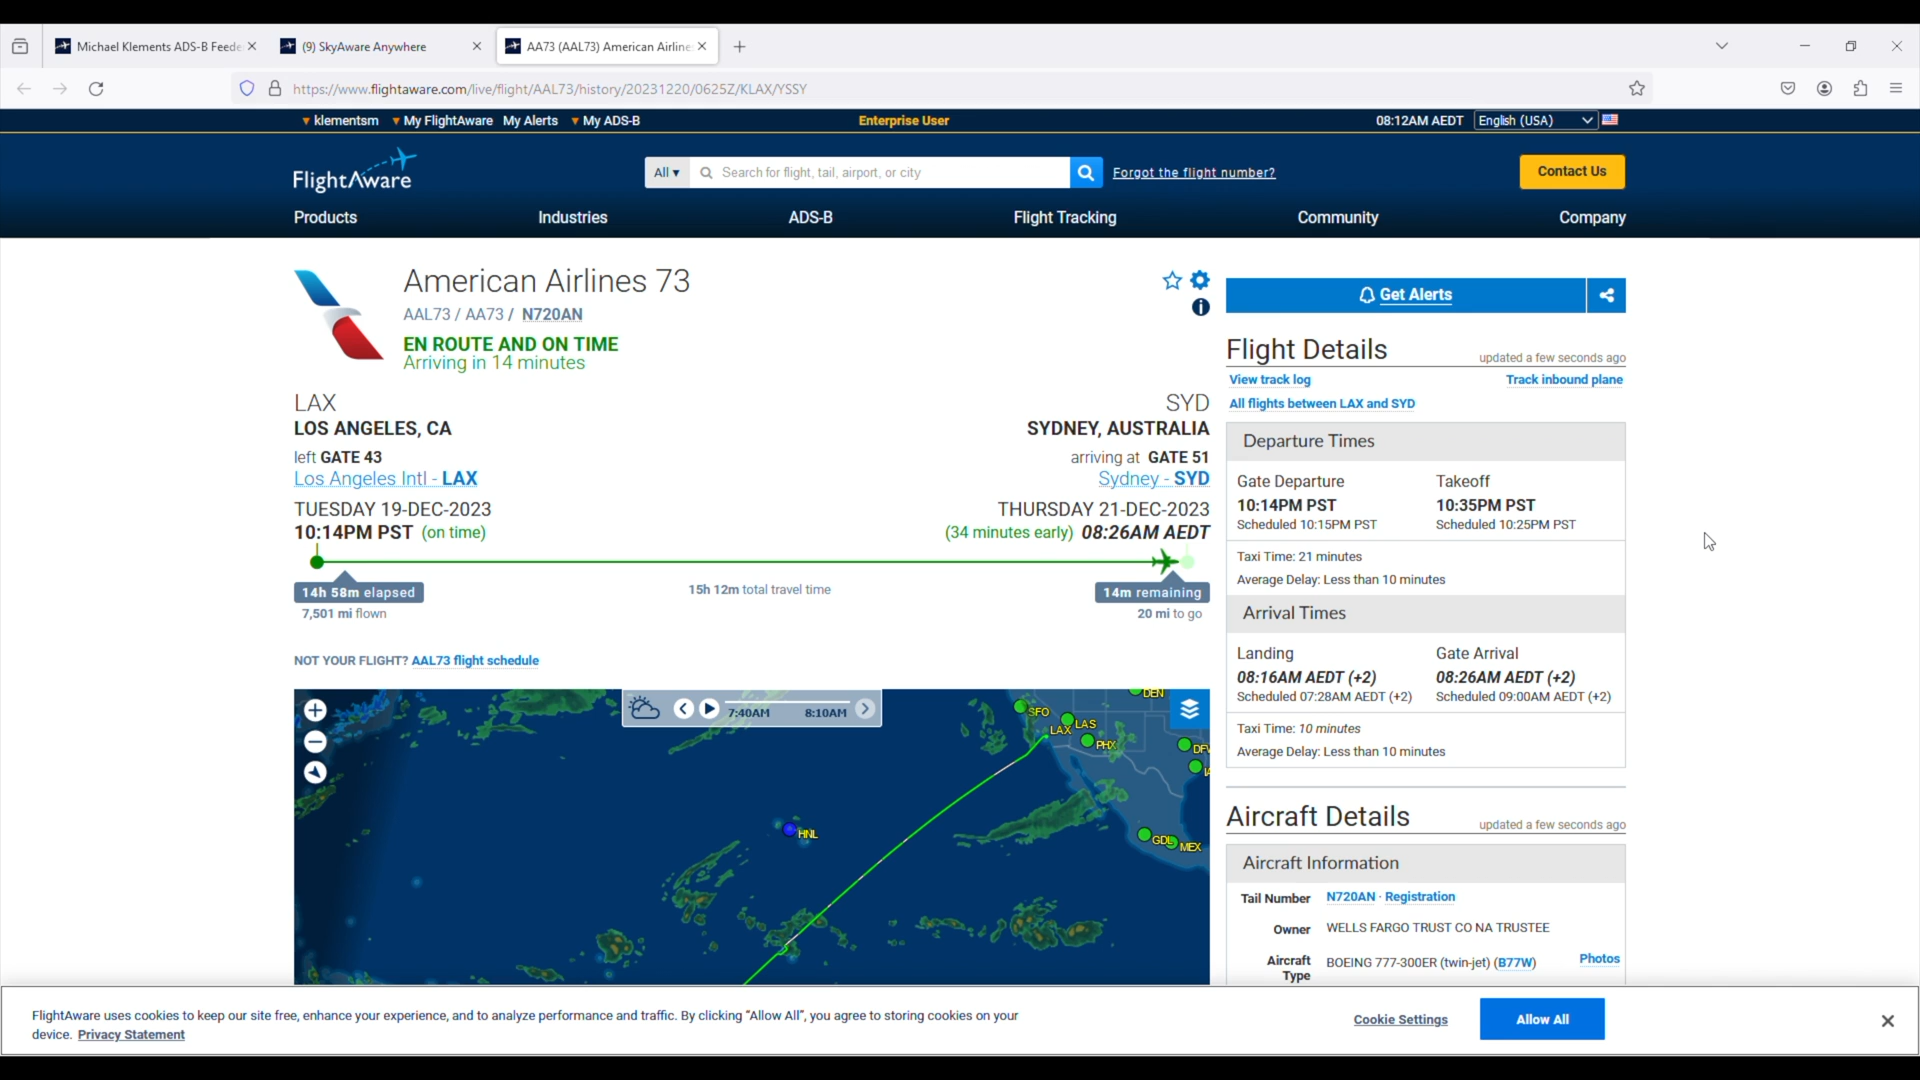 Michael Klements ADS-B Feede
(9) SkyAware Anywhere
AA73 (AAL73) American Airline
https://www.flightaware.com/live/flight/AAL73/history/20231220/0625Z/KLAX/YSSY
▼ klementsm ▼ My FlightAware My Alerts ▼ My ADS-B
Enterprise User
08:12AM AEDT English (USA)
FlightAware
All ▾ Search for flight, tail, airport, or city
Forgot the flight number?
Contact Us
Products Industries ADS-B Flight Tracking Community Company
American Airlines 73
AAL73 / AA73 / N720AN
EN ROUTE AND ON TIME
Arriving in 14 minutes
LAX
LOS ANGELES, CA
left GATE 43
Los Angeles Intl - LAX
TUESDAY 19-DEC-2023
10:14PM PST (on time)
SYD
SYDNEY, AUSTRALIA
arriving at GATE 51
Sydney - SYD
THURSDAY 21-DEC-2023
(34 minutes early) 08:26AM AEDT
14h 58m elapsed
7,501 mi flown
15h 12m total travel time
14m remaining
20 mi to go
NOT YOUR FLIGHT? AAL73 flight schedule
7:40AM 8:10AM
DEN
SFO
LAS
LAX
PHX
HNL
GDL
MEX
Get Alerts
Flight Details
updated a few seconds ago
View track log
Track inbound plane
All flights between LAX and SYD
Departure Times
Gate Departure Takeoff
10:14PM PST 10:35PM PST
Scheduled 10:15PM PST Scheduled 10:25PM PST
Taxi Time: 21 minutes
Average Delay: Less than 10 minutes
Arrival Times
Landing Gate Arrival
08:16AM AEDT (+2) 08:26AM AEDT (+2)
Scheduled 07:28AM AEDT (+2) Scheduled 09:00AM AEDT (+2)
Taxi Time: 10 minutes
Average Delay: Less than 10 minutes
Aircraft Details
updated a few seconds ago
Aircraft Information
Tail Number N720AN · Registration
Owner WELLS FARGO TRUST CO NA TRUSTEE
Aircraft Type BOEING 777-300ER (twin-jet) (B77W) Photos
FlightAware uses cookies to keep our site free, enhance your experience, and to analyze performance and traffic. By clicking "Allow All", you agree to storing cookies on your
device. Privacy Statement
Cookie Settings
Allow All